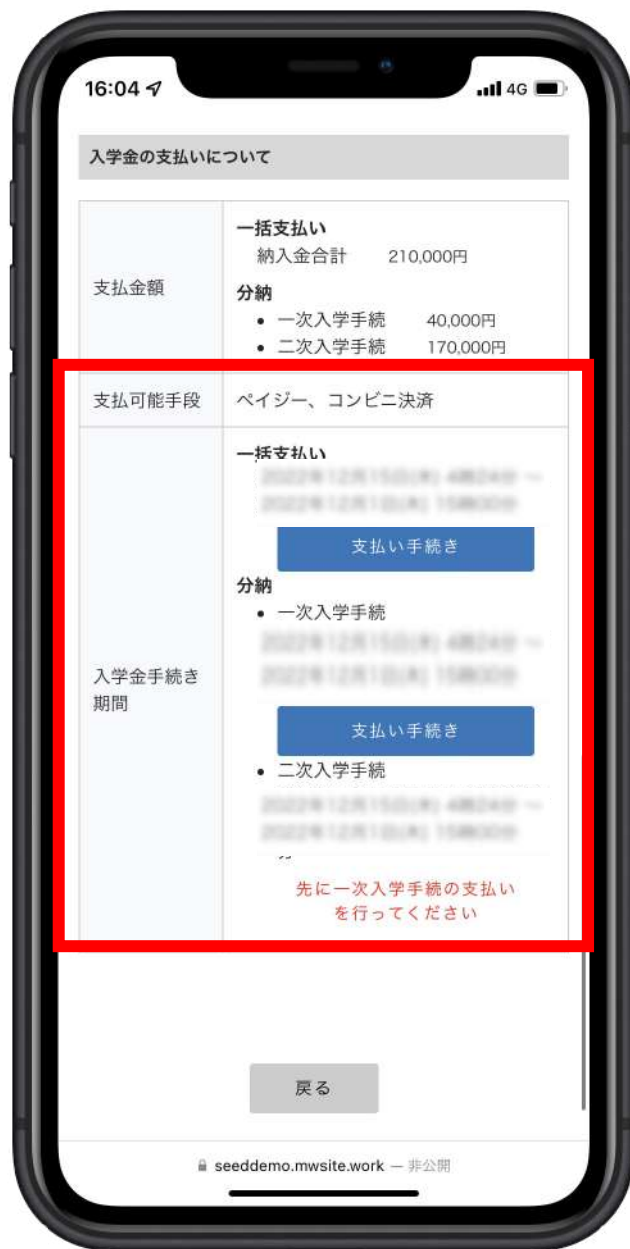 16:04
4G
入学金の支払いについて
支払金額
一括支払い
納入金合計 210,000円
分納
• 一次入学手続 40,000円
• 二次入学手続 170,000円
支払可能手段
ペイジー、コンビニ決済
入学金手続き
期間
一括支払い
支払い手続き
分納
• 一次入学手続
支払い手続き
• 二次入学手続
先に一次入学手続の支払い
を行ってください
戻る
seeddemo.mwsite.work — 非公開